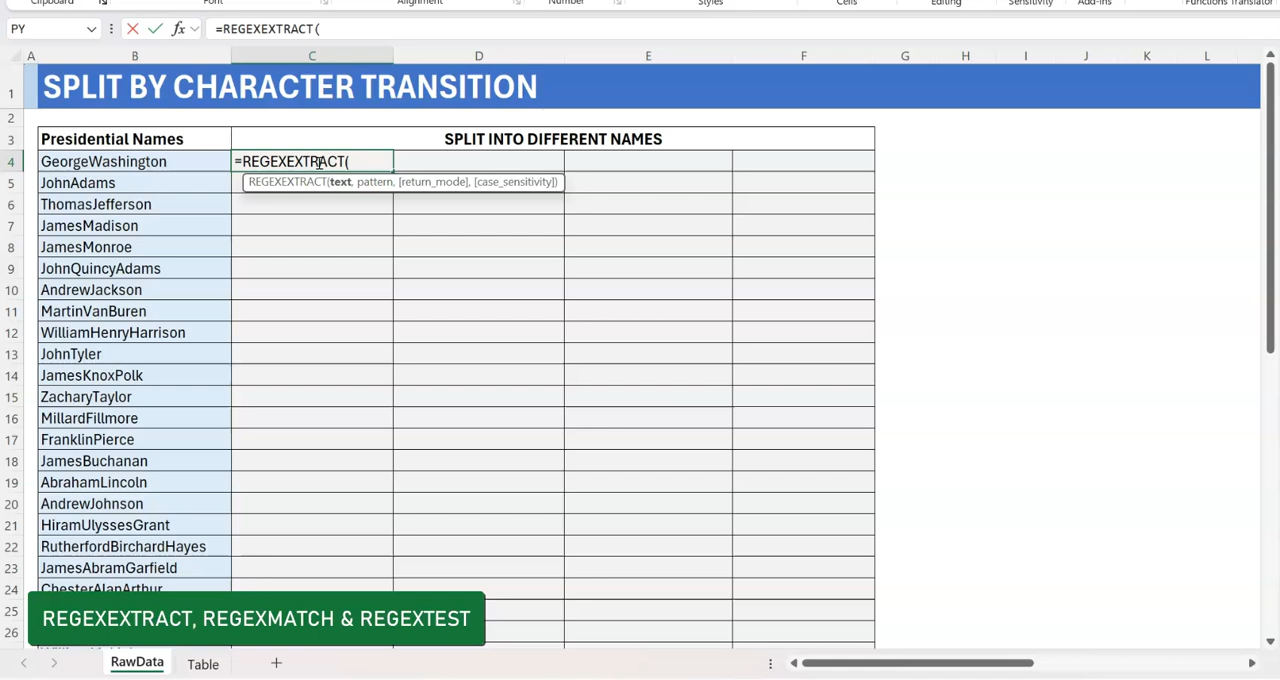 Clipboard Font Alignment Number Styles Cells Editing Sensitivity Add-ins Functions Translator
PY fx =REGEXEXTRACT(
A B C D E F G H I J K L
1 SPLIT BY CHARACTER TRANSITION
2
3 Presidential Names SPLIT INTO DIFFERENT NAMES
4 GeorgeWashington =REGEXEXTRACT(
5 JohnAdams REGEXEXTRACT(text, pattern, [return_mode], [case_sensitivity])
6 ThomasJefferson
7 JamesMadison
8 JamesMonroe
9 JohnQuincyAdams
10 AndrewJackson
11 MartinVanBuren
12 WilliamHenryHarrison
13 JohnTyler
14 JamesKnoxPolk
15 ZacharyTaylor
16 MillardFillmore
17 FranklinPierce
18 JamesBuchanan
19 AbrahamLincoln
20 AndrewJohnson
21 HiramUlyssesGrant
22 RutherfordBirchardHayes
23 JamesAbramGarfield
24 ChesterAlanArthur
25
REGEXEXTRACT, REGEXMATCH & REGEXTEST
26
RawData Table +